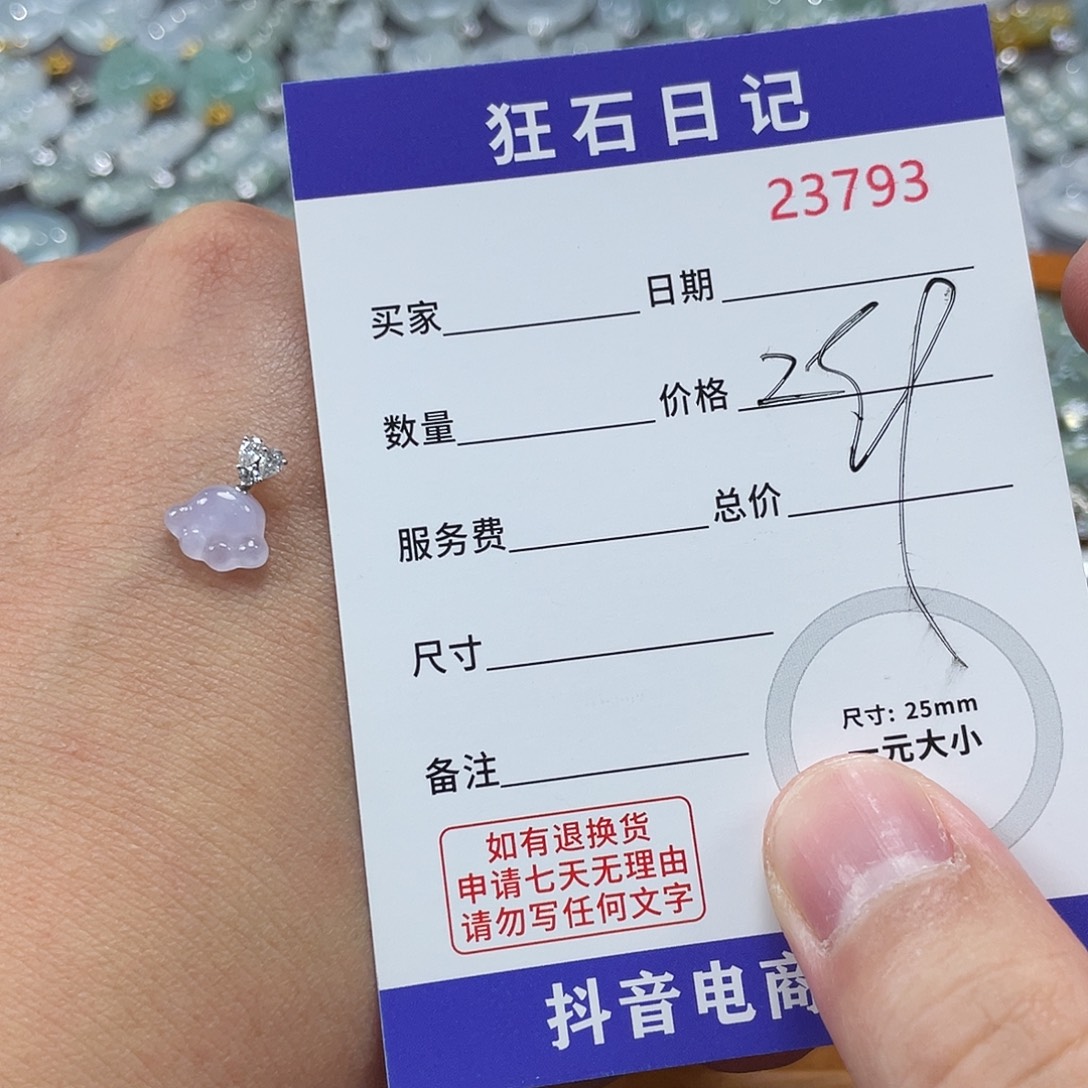 狂石日记
23793
买家 日期
数量 价格 259
服务费 总价
尺寸
尺寸: 25mm
一元大小
备注
如有退换货
申请七天无理由
请勿写任何文字
抖音电商